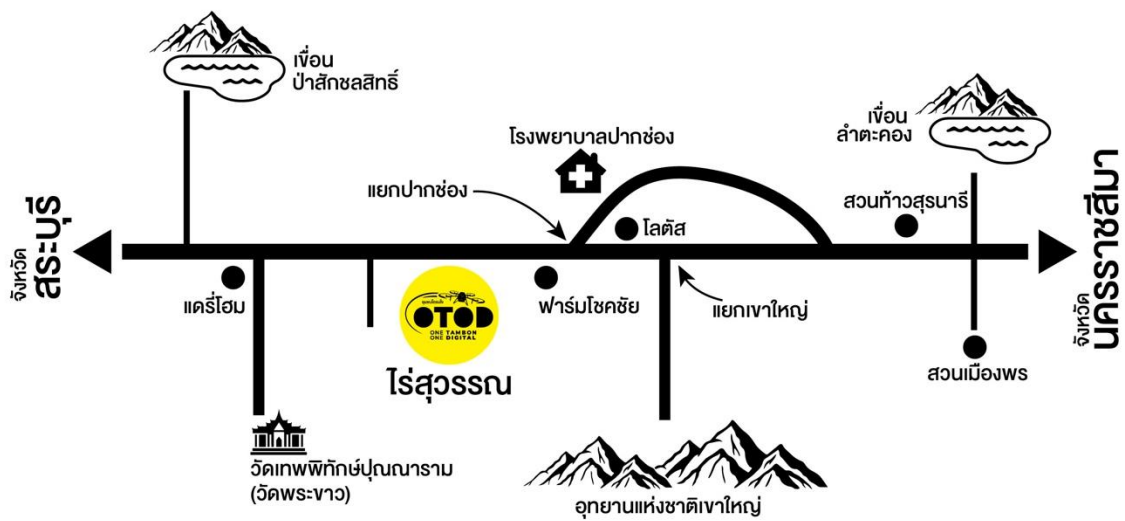 เขื่อน
ป่าสักชลสิทธิ์
โรงพยาบาลปากช่อง
เขื่อน
ลำตะคอง
แยกปากช่อง
โลตัส
สวนท้าวสุรนารี
จังหวัด
สระบุรี
จังหวัด
นครราชสีมา
แดรี่โฮม
OTOD
ONE TAMBON
ONE DIGITAL
ไร่สุวรรณ
ฟาร์มโชคชัย
แยกเขาใหญ่
สวนเมืองพร
วัดเทพพิทักษ์ปุณณาราม
(วัดพระขาว)
อุทยานแห่งชาติเขาใหญ่